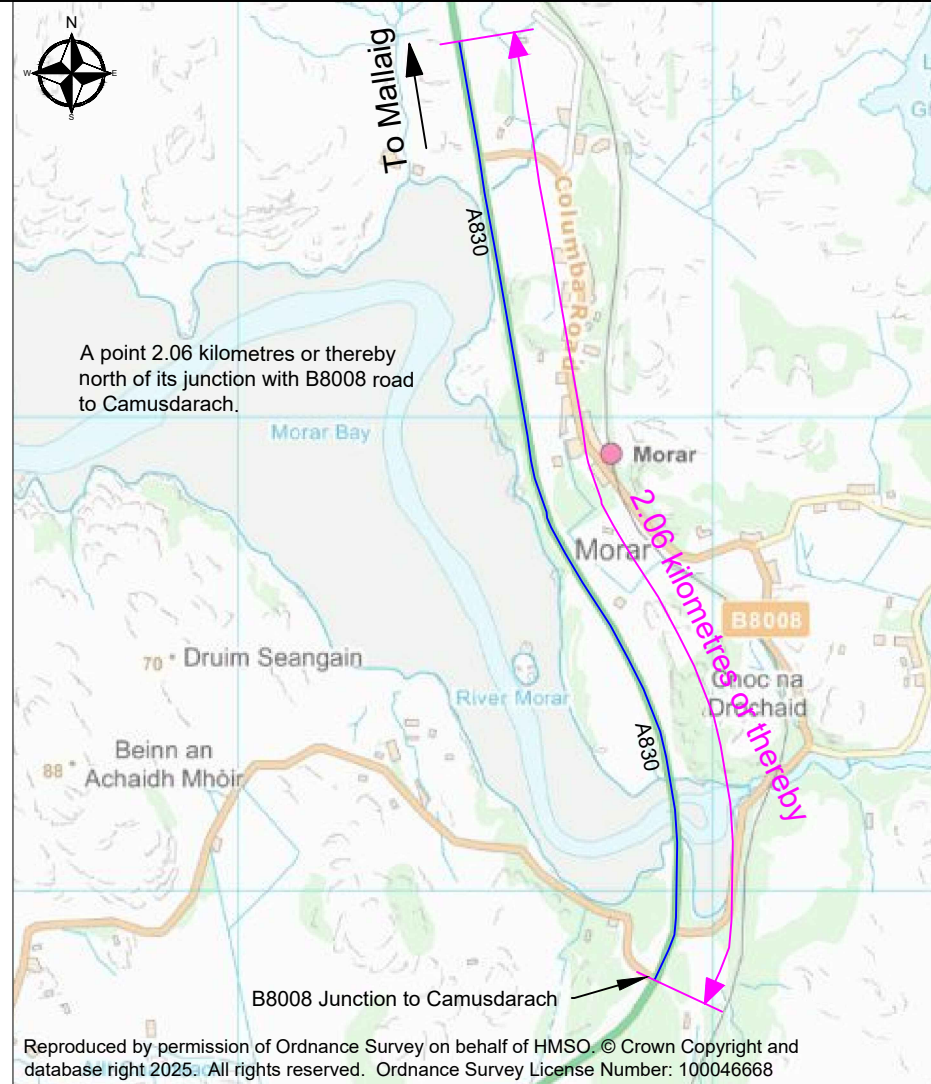 N
W
E
S
To Mallaig
A830
Columba Road
A point 2.06 kilometres or thereby
north of its junction with B8008 road
to Camusdarach.
Morar Bay
Morar
Morar
2.06 kilometres or thereby
B8008
70
Druim Seangain
River Morar
Cnoc na
Drochaid
A830
Beinn an
Achaidh Mhòir
88
B8008 Junction to Camusdarach
Reproduced by permission of Ordnance Survey on behalf of HMSO. © Crown Copyright and
database right 2025. All rights reserved. Ordnance Survey License Number: 100046668